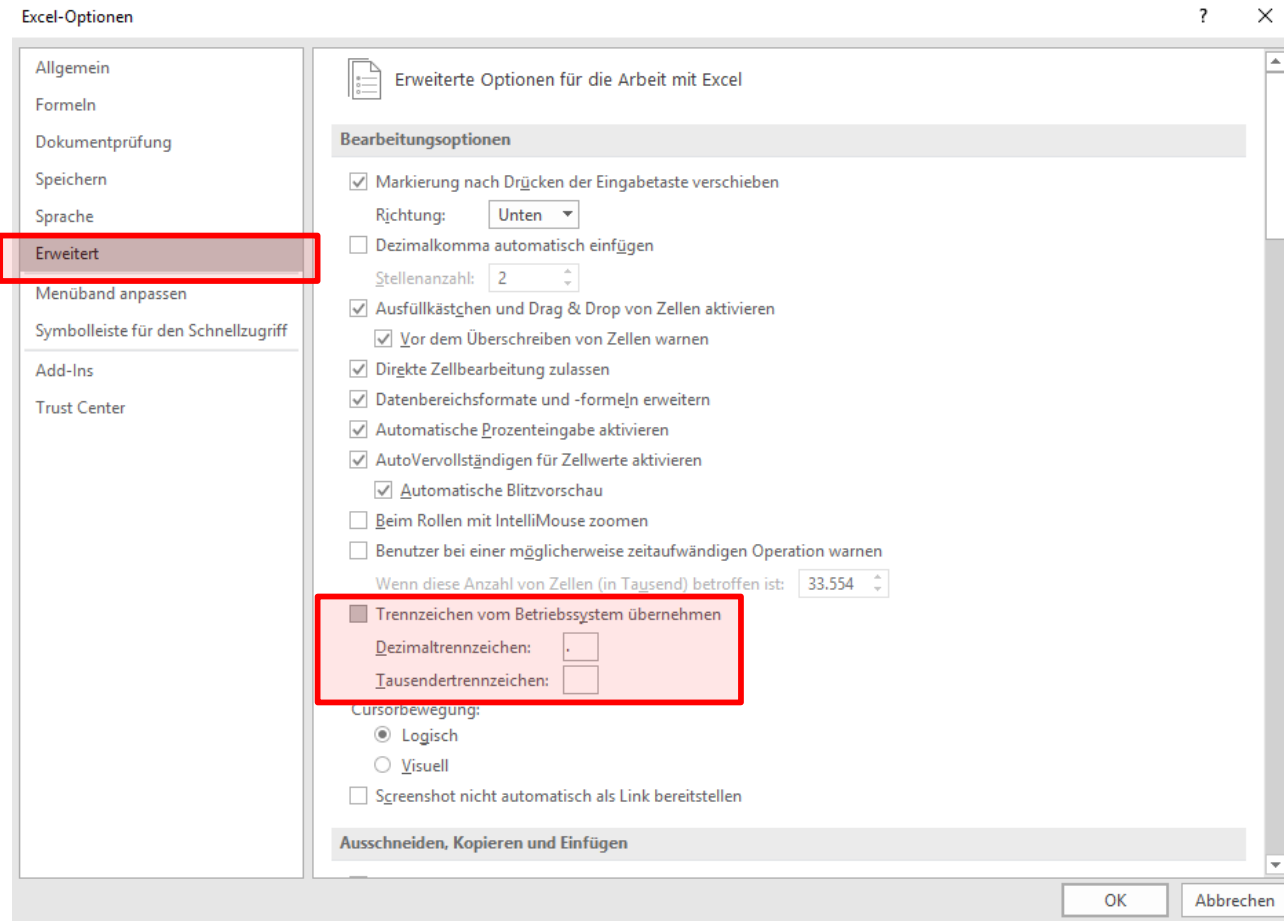 Excel-Optionen
?
Allgemein
Formeln
Dokumentprüfung
Speichern
Sprache
Erweitert
Menüband anpassen
Symbolleiste für den Schnellzugriff
Add-Ins
Trust Center
Erweiterte Optionen für die Arbeit mit Excel
Bearbeitungsoptionen
Markierung nach Drücken der Eingabetaste verschieben
Richtung: Unten
Dezimalkomma automatisch einfügen
Stellenanzahl: 2
Ausfüllkästchen und Drag & Drop von Zellen aktivieren
Vor dem Überschreiben von Zellen warnen
Direkte Zellbearbeitung zulassen
Datenbereichsformate und -formeln erweitern
Automatische Prozenteingabe aktivieren
AutoVervollständigen für Zellwerte aktivieren
Automatische Blitzvorschau
Beim Rollen mit IntelliMouse zoomen
Benutzer bei einer möglicherweise zeitaufwändigen Operation warnen
Wenn diese Anzahl von Zellen (in Tausend) betroffen ist: 33.554
Trennzeichen vom Betriebssystem übernehmen
Dezimaltrennzeichen: .
Tausendertrennzeichen:
Cursorbewegung:
Logisch
Visuell
Screenshot nicht automatisch als Link bereitstellen
Ausschneiden, Kopieren und Einfügen
OK
Abbrechen